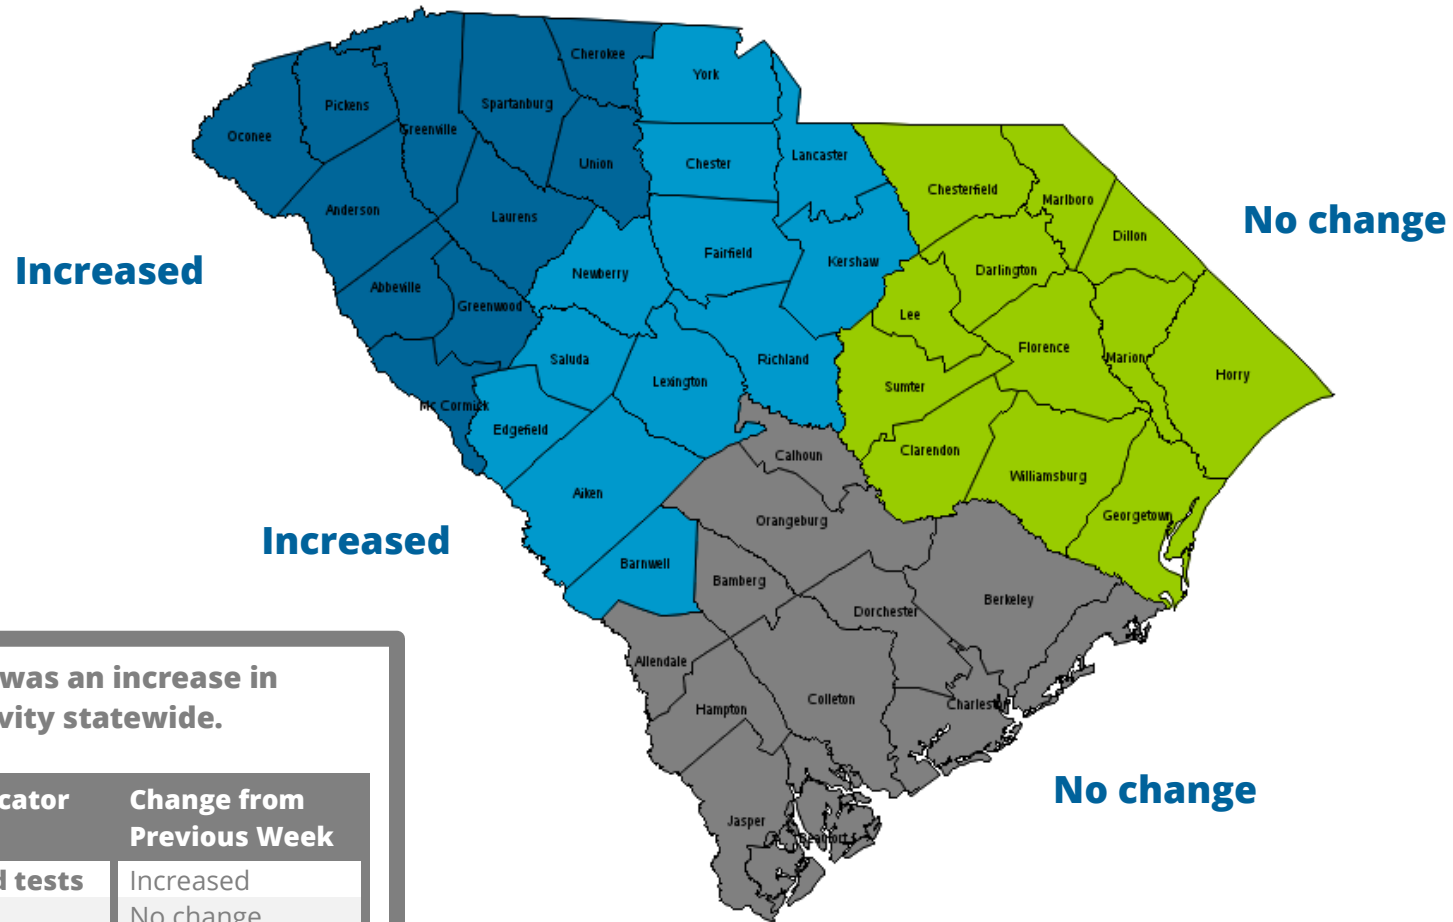 Cherokee
York
Pickens
Spartanburg
Greenville
Oconee
Union
Chester
Lancaster
Chesterfield
Marlboro
Anderson
Laurens
No change
Dillon
Fairfield
Kershaw
Increased
Newberry
Darlington
Abbeville
Greenwood
Lee
Florence
Saluda
Richland
Marion
Lexington
Horry
Sumter
Mc Cormick
Edgefield
Calhoun
Clarendon
Williamsburg
Aiken
Orangeburg
Georgetown
Increased
Barnwell
Bamberg
Berkeley
Dorchester
Allendale
was an increase in
vity statewide.
Hampton
Colleton
Charleston
No change
cator
Change from
Previous Week
Jasper
Beaufort
d tests
Increased
No change